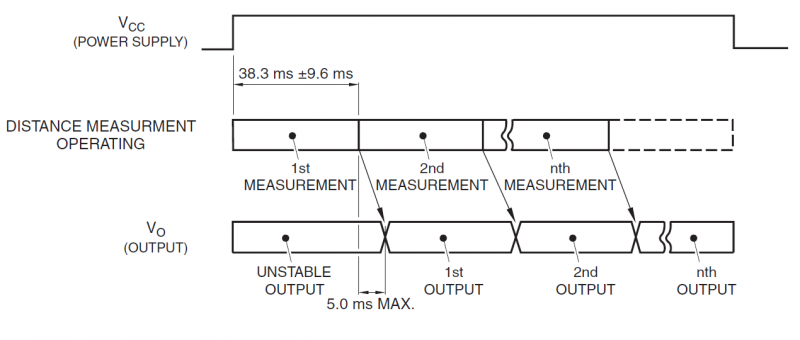 VCC
(POWER SUPPLY)
38.3 ms ±9.6 ms
DISTANCE MEASURMENT
OPERATING
1st
MEASUREMENT
2nd
MEASUREMENT
nth
MEASUREMENT
VO
(OUTPUT)
UNSTABLE
OUTPUT
1st
OUTPUT
2nd
OUTPUT
nth
OUTPUT
5.0 ms MAX.